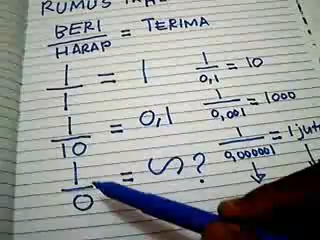 RUMUS
BERI/HARAP = TERIMA
1/1 = 1
1/0,1 = 10
1/10 = 0,1
1/0,001 = 1000
1/0 = ∽?
1/0,000001 = 1 jut